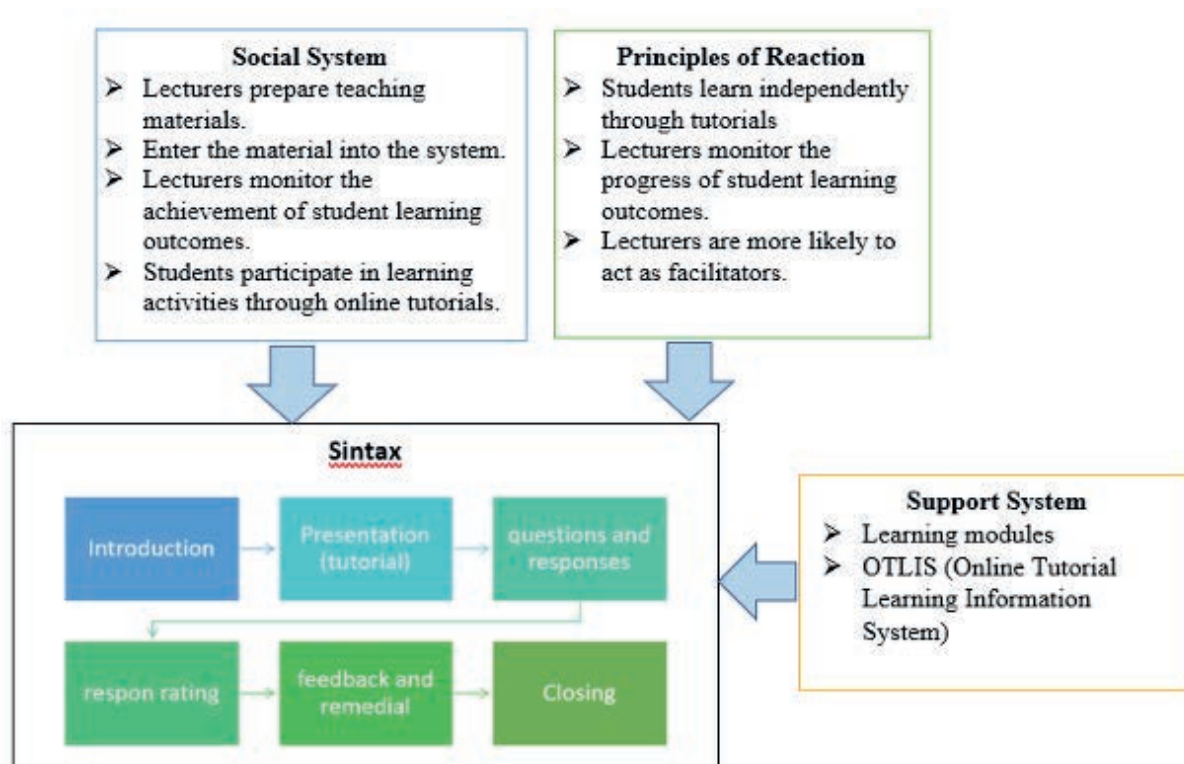 Social System
➤ Lecturers prepare teaching
materials.
➤ Enter the material into the system.
➤ Lecturers monitor the
achievement of student learning
outcomes.
➤ Students participate in learning
activities through online tutorials.
Principles of Reaction
➤ Students learn independently
through tutorials
➤ Lecturers monitor the
progress of student learning
outcomes.
➤ Lecturers are more likely to
act as facilitators.
Sintax
Introduction
Presentation
(tutorial)
questions and
responses
respon rating
feedback and
remedial
Closing
Support System
➤ Learning modules
➤ OTLIS (Online Tutorial
Learning Information
System)